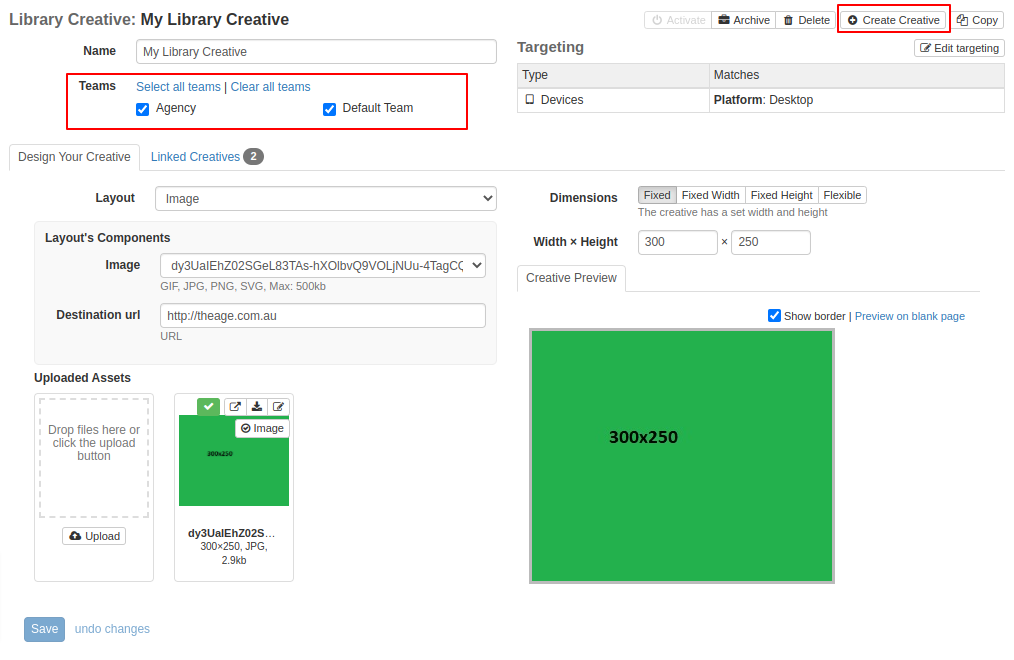 Library Creative: My Library Creative
Activate Archive Delete Create Creative Copy
Name My Library Creative
Teams Select all teams | Clear all teams
Agency Default Team
Targeting Edit targeting
Type Matches
Devices Platform: Desktop
Design Your Creative Linked Creatives 2
Layout Image
Layout's Components
Image dy3UaIEhZ02SGeL83TAs-hXOlbvQ9VOLjNUu-4TagCQ
GIF, JPG, PNG, SVG, Max: 500kb
Destination url http://theage.com.au
URL
Uploaded Assets
Drop files here or
click the upload
button
Upload
Image
300x250
dy3UaIEhZ02S...
300×250, JPG,
2.9kb
Dimensions Fixed Fixed Width Fixed Height Flexible
The creative has a set width and height
Width × Height 300 × 250
Creative Preview
Show border | Preview on blank page
300x250
Save undo changes